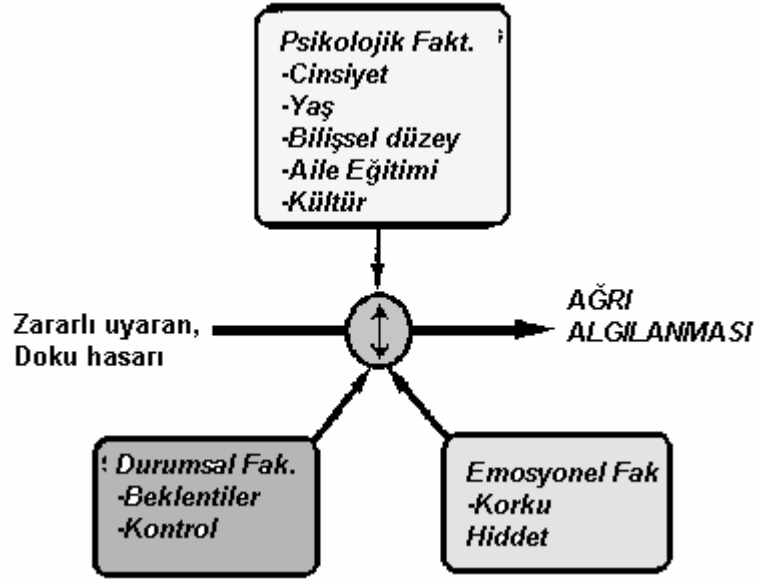 Psikolojik Fakt.
-Cinsiyet
-Yaş
-Bilişsel düzey
-Aile Eğitimi
-Kültür
Zararlı uyaran,
Doku hasarı
AĞRI
ALGILANMASI
Durumsal Fak.
-Beklentiler
-Kontrol
Emosyonel Fak
-Korku
Hiddet